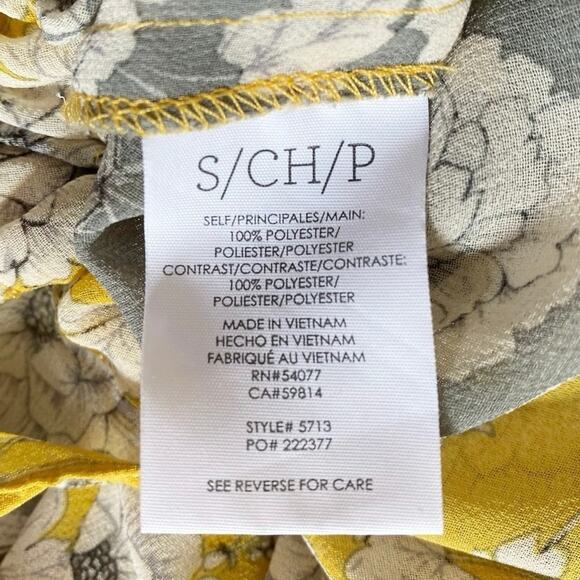 S/CH/P
SELF/PRINCIPALES/MAIN:
100% POLYESTER/
POLIESTER/POLYESTER
CONTRAST/CONTRASTE/CONTRASTE:
100% POLYESTER/
POLIESTER/POLYESTER
MADE IN VIETNAM
HECHO EN VIETNAM
FABRIQUÉ AU VIETNAM
RN#54077
CA#59814
STYLE# 5713
PO# 222377
SEE REVERSE FOR CARE